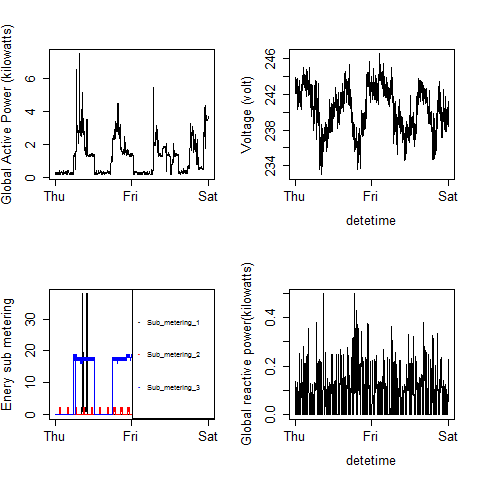 Global Active Power (kilowatts)
0 2 4 6
Thu Fri Sat
Voltage (volt)
234 238 242 246
Thu Fri Sat
detetime
Enery sub metering
0 10 20 30
Sub_metering_1
Sub_metering_2
Sub_metering_3
Thu Fri Sat
Global reactive power(kilowatts)
0.0 0.2 0.4
Thu Fri Sat
detetime